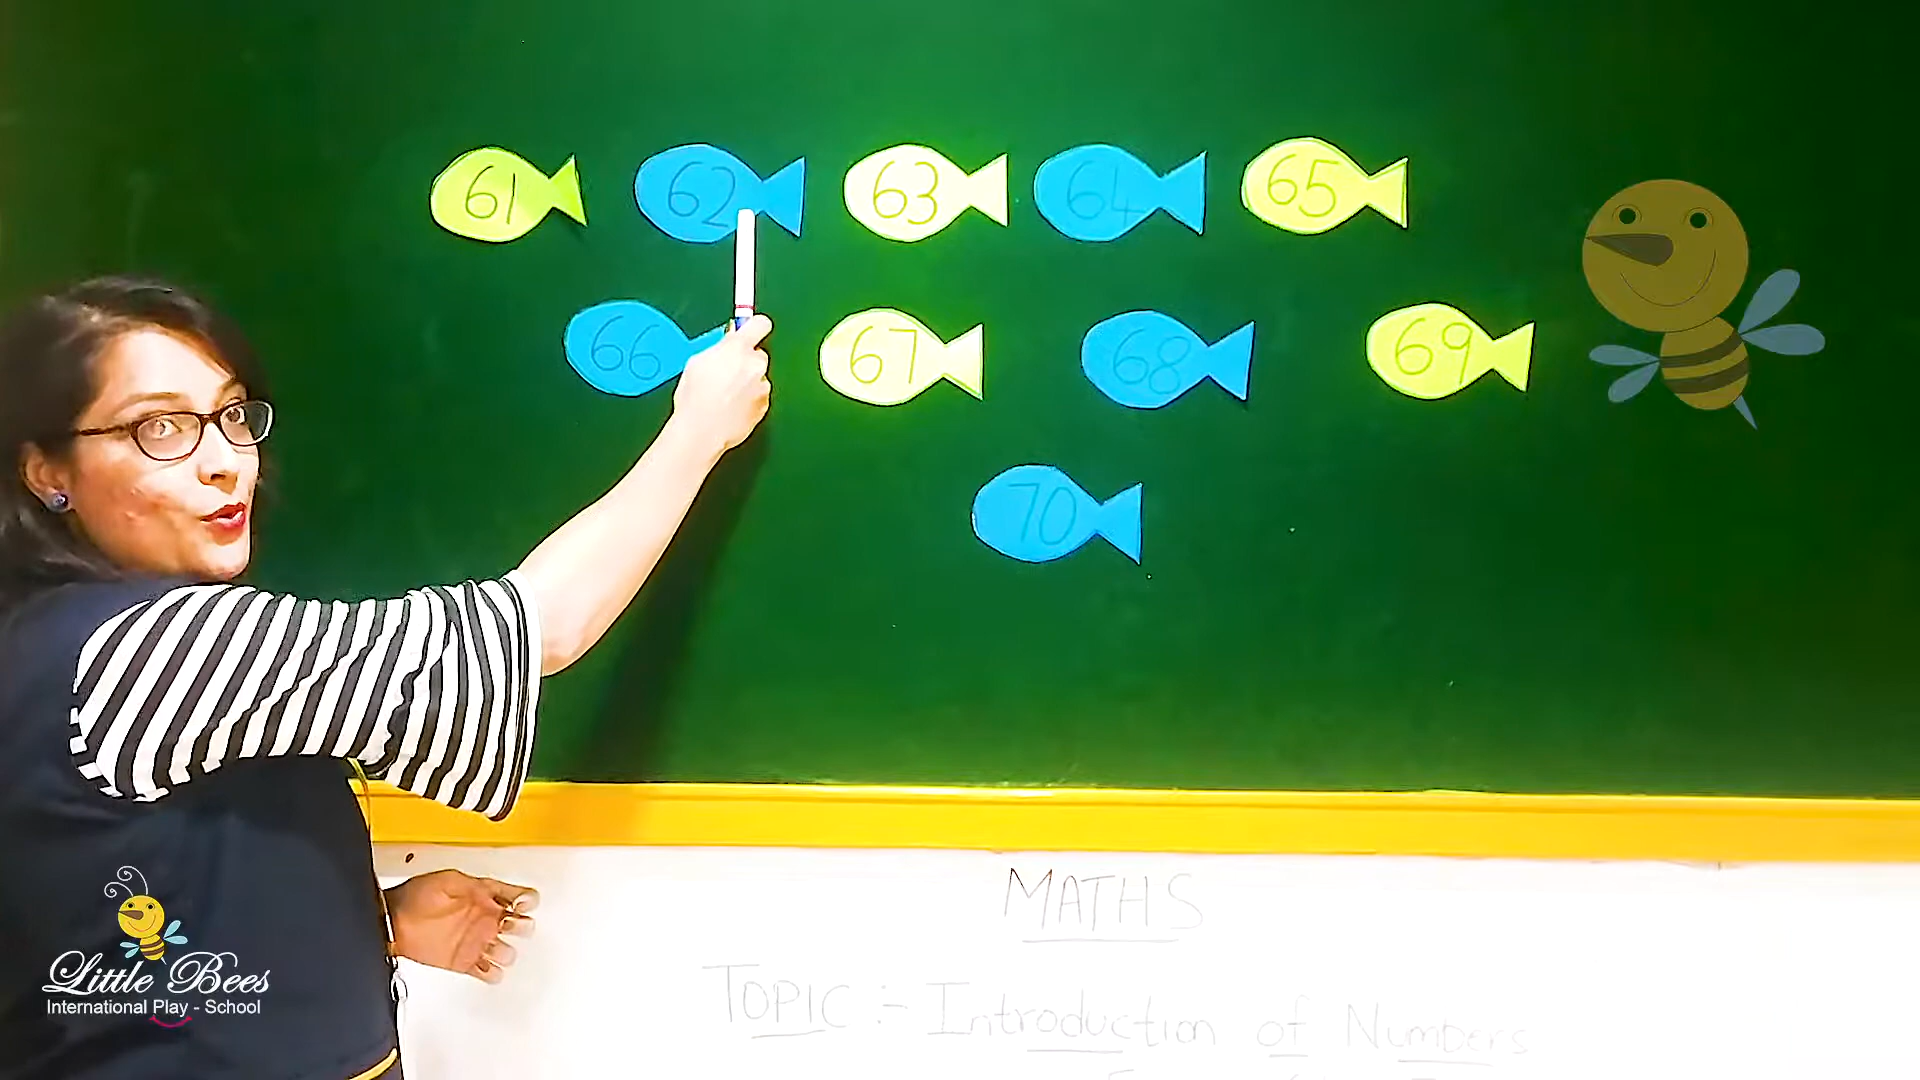 61 62 63 64 65
66 67 68 69
70
MATHS
TOPIC :- Introduction of Numbers
Little Bees
International Play - School